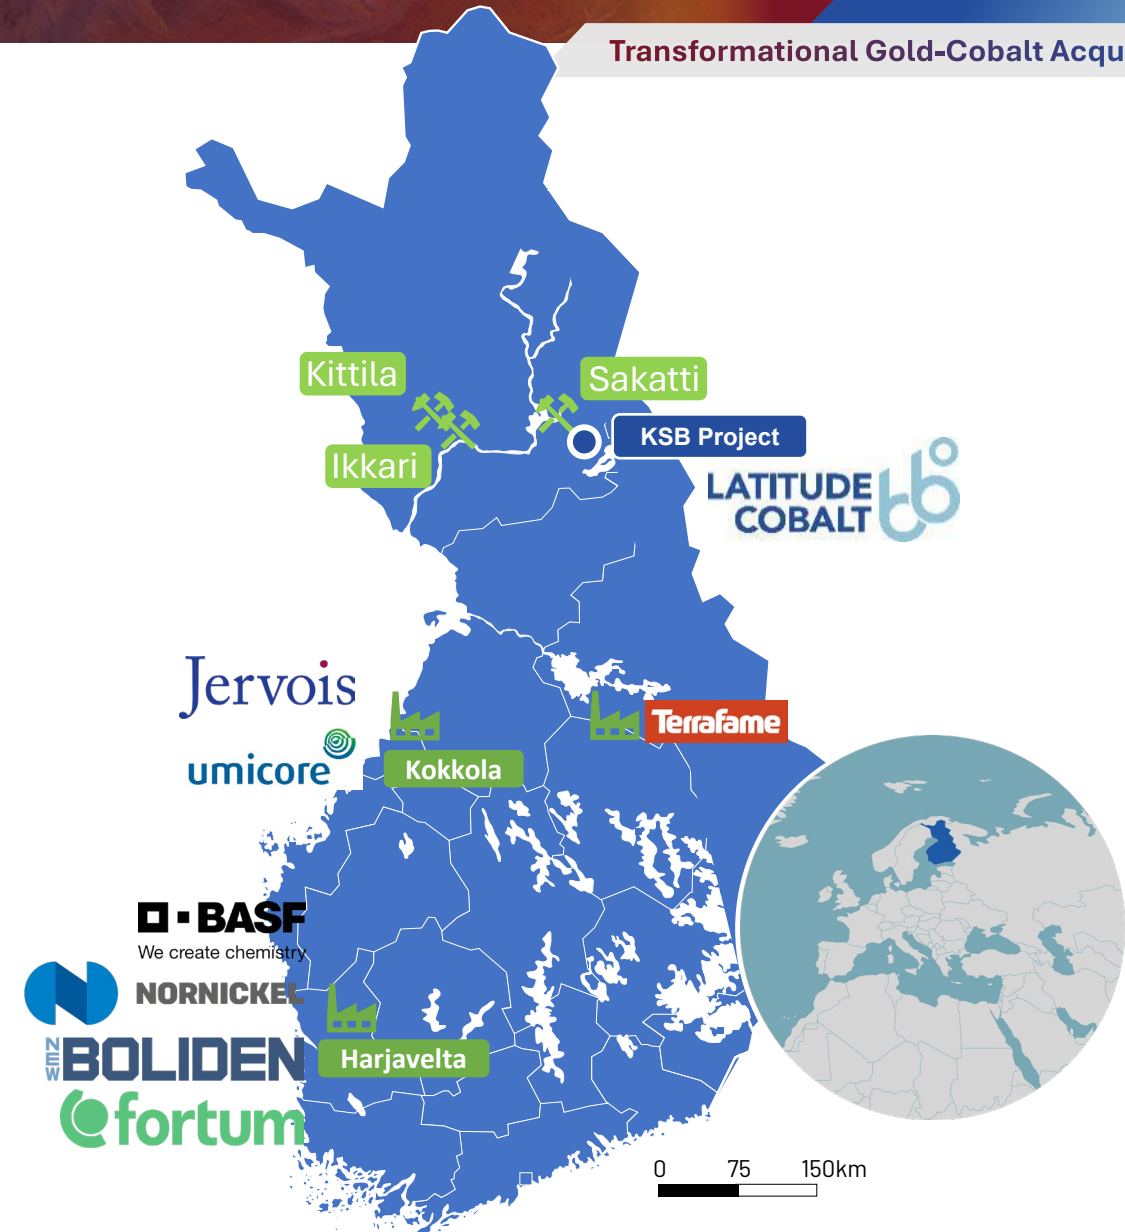 Transformational Gold-Cobalt Acqu
Kittila
Sakatti
KSB Project
Ikkari
LATITUDE
COBALT
Jervois
umicore
Terrafame
Kokkola
BASF
We create chemistry
NORNICKEL
NEW BOLIDEN
Harjavelta
fortum
0 75 150km